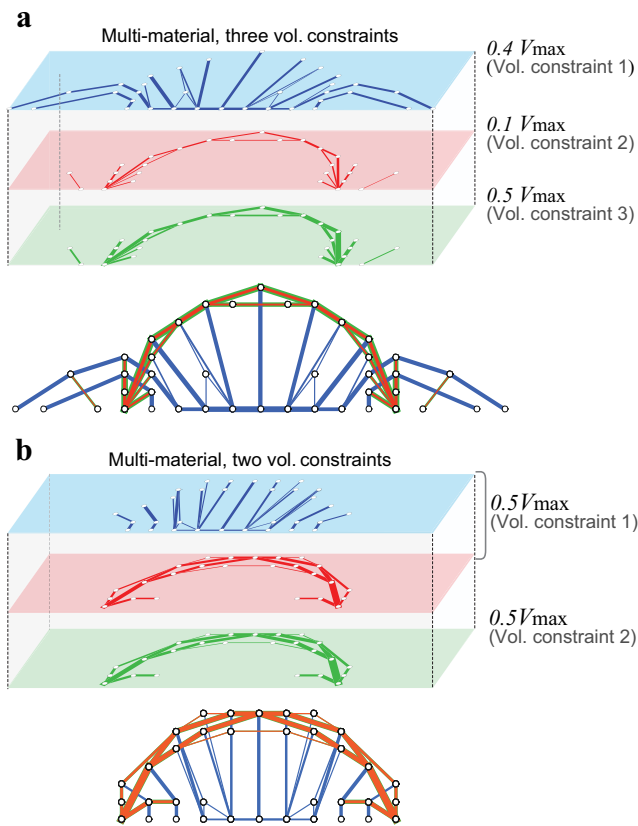 a
Multi-material, three vol. constraints
0.4 Vmax
(Vol. constraint 1)
0.1 Vmax
(Vol. constraint 2)
0.5 Vmax
(Vol. constraint 3)
b
Multi-material, two vol. constraints
0.5Vmax
(Vol. constraint 1)
0.5Vmax
(Vol. constraint 2)